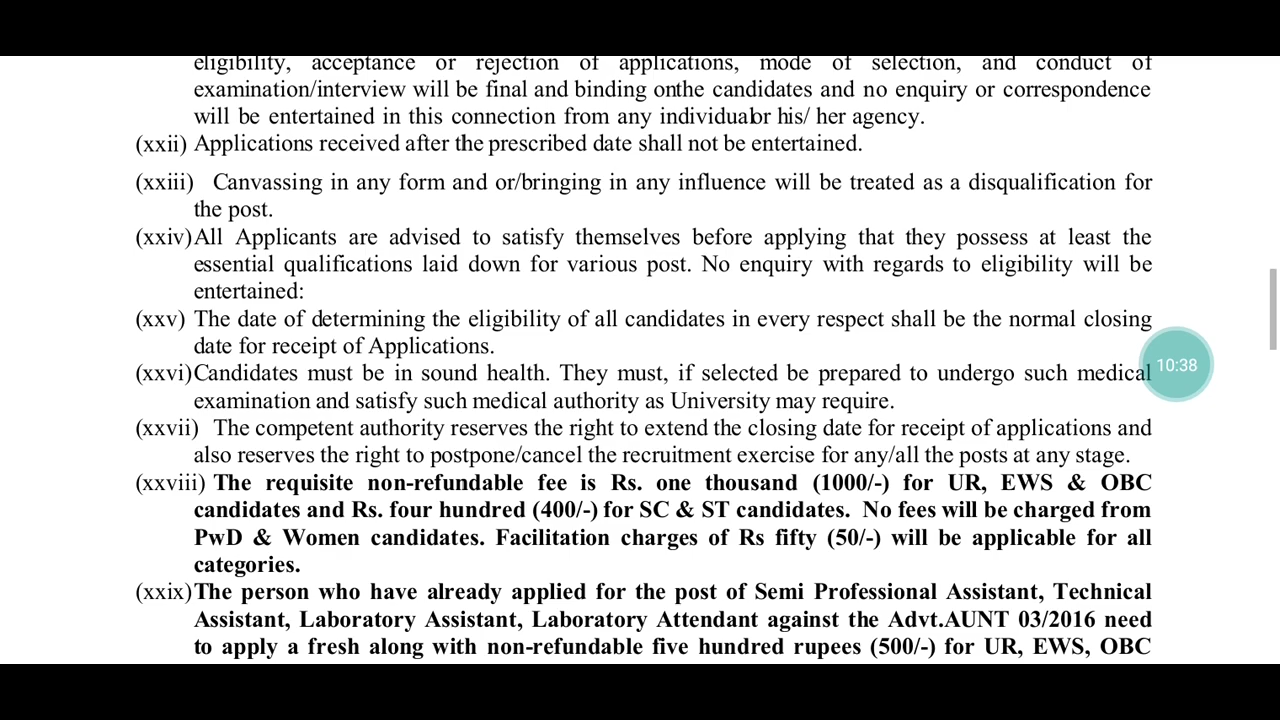 eligibility, acceptance or rejection of applications, mode of selection, and conduct of
examination/interview will be final and binding onthe candidates and no enquiry or correspondence
will be entertained in this connection from any individualor his/ her agency.
(xxii) Applications received after the prescribed date shall not be entertained.
(xxiii) Canvassing in any form and or/bringing in any influence will be treated as a disqualification for
the post.
(xxiv) All Applicants are advised to satisfy themselves before applying that they possess at least the
essential qualifications laid down for various post. No enquiry with regards to eligibility will be
entertained:
(xxv) The date of determining the eligibility of all candidates in every respect shall be the normal closing
date for receipt of Applications.
(xxvi) Candidates must be in sound health. They must, if selected be prepared to undergo such medical
10:38
examination and satisfy such medical authority as University may require.
(xxvii) The competent authority reserves the right to extend the closing date for receipt of applications and
also reserves the right to postpone/cancel the recruitment exercise for any/all the posts at any stage.
(xxviii) The requisite non-refundable fee is Rs. one thousand (1000/-) for UR, EWS & OBC
candidates and Rs. four hundred (400/-) for SC & ST candidates. No fees will be charged from
PwD & Women candidates. Facilitation charges of Rs fifty (50/-) will be applicable for all
categories.
(xxix) The person who have already applied for the post of Semi Professional Assistant, Technical
Assistant, Laboratory Assistant, Laboratory Attendant against the Advt.AUNT 03/2016 need
to apply a fresh along with non-refundable five hundred rupees (500/-) for UR, EWS, OBC